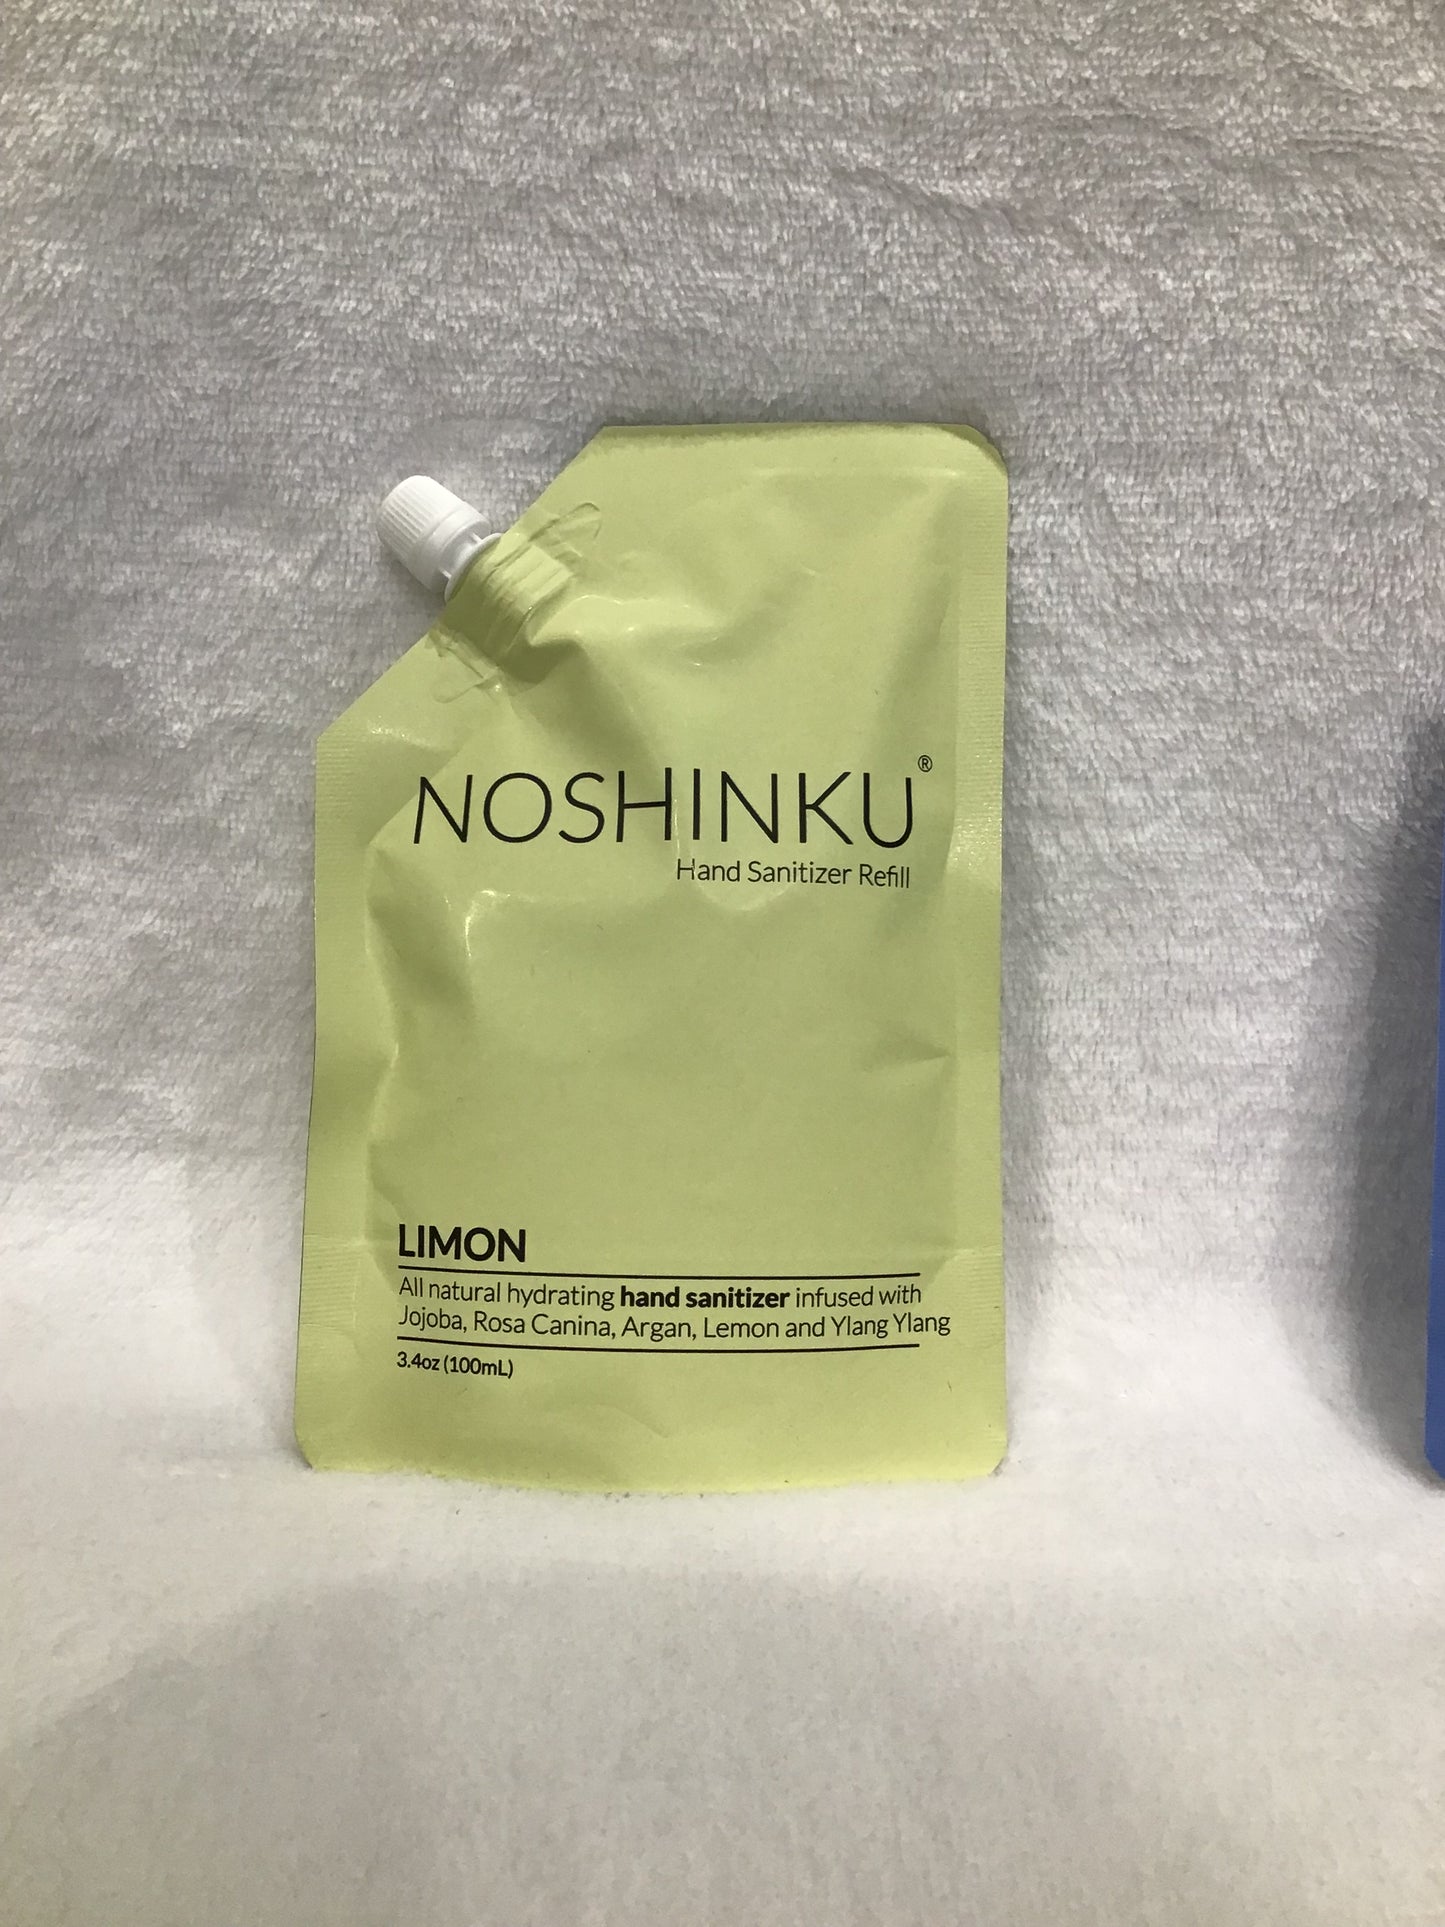 NOSHINKU®
Hand Sanitizer Refill
LIMON
All natural hydrating hand sanitizer infused with
Jojoba, Rosa Canina, Argan, Lemon and Ylang Ylang
3.4oz (100mL)